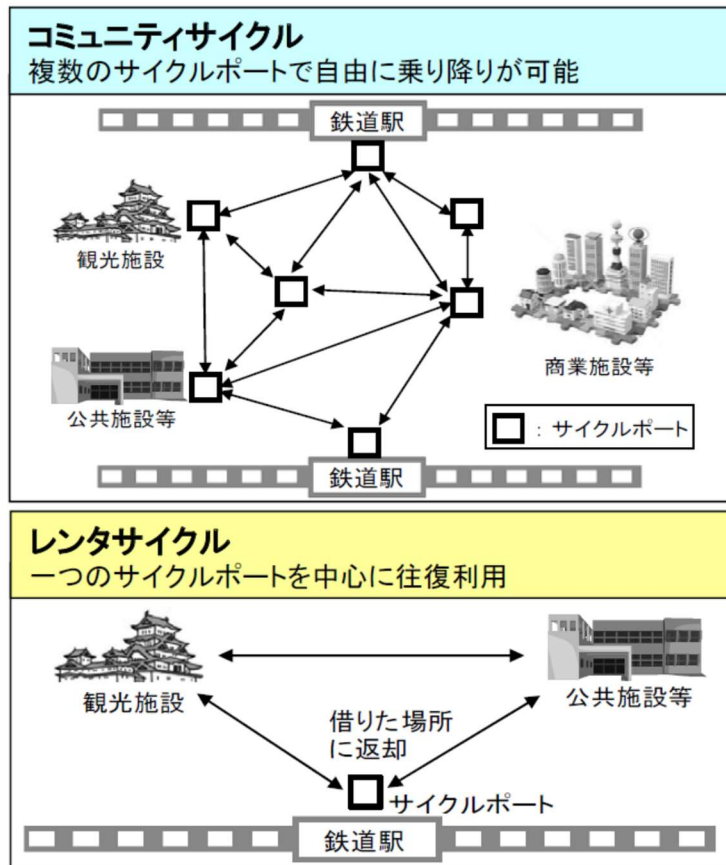 コミュニティサイクル
複数のサイクルポートで自由に乗り降りが可能
鉄道駅
観光施設
商業施設等
公共施設等
：サイクルポート
鉄道駅
レンタサイクル
一つのサイクルポートを中心に往復利用
観光施設
公共施設等
借りた場所
に返却
サイクルポート
鉄道駅